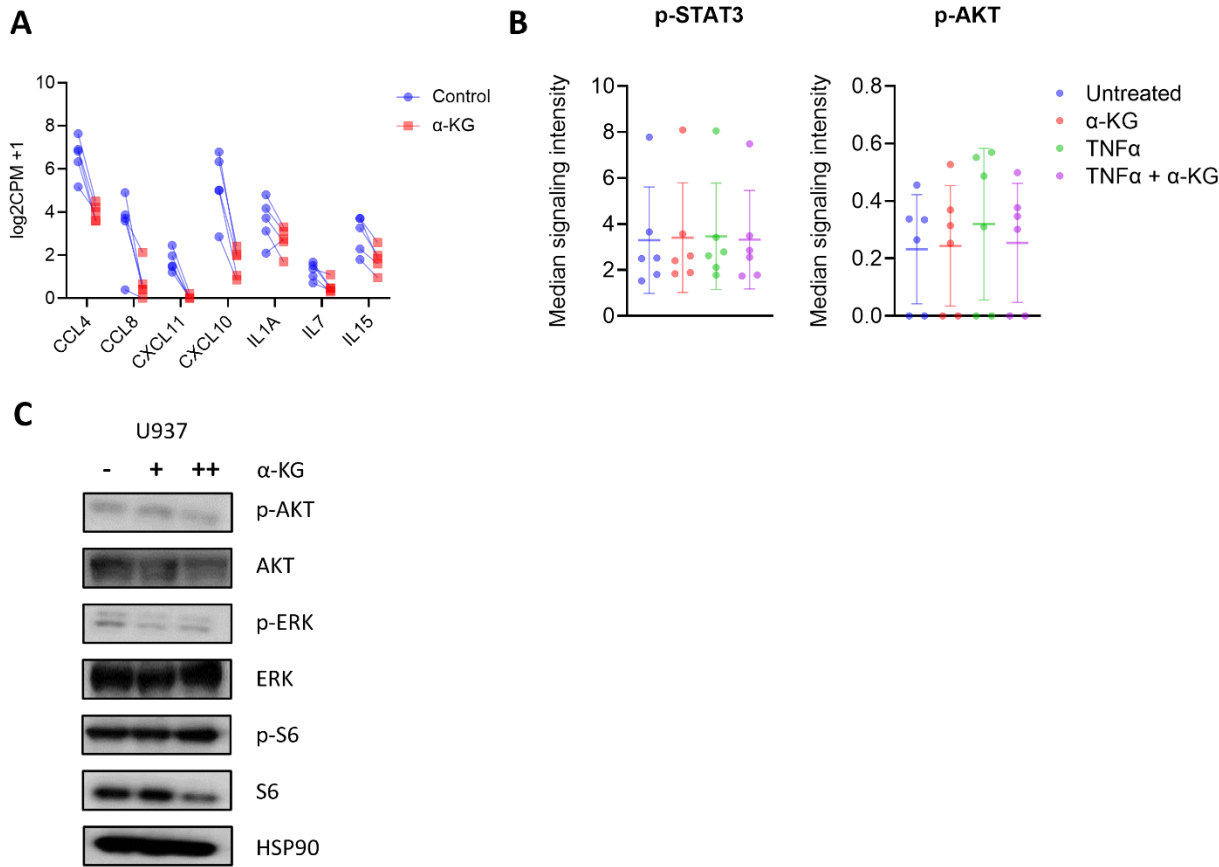 A
log2CPM +1
10
8
6
4
2
0
CCL4
CCL8
CXCL11
CXCL10
IL1A
IL7
IL15
Control
α-KG
B
p-STAT3
Median signaling intensity
10
8
6
4
2
0
p-AKT
Median signaling intensity
0.8
0.6
0.4
0.2
0.0
Untreated
α-KG
TNFα
TNFα + α-KG
C
U937
- + ++ α-KG
p-AKT
AKT
p-ERK
ERK
p-S6
S6
HSP90